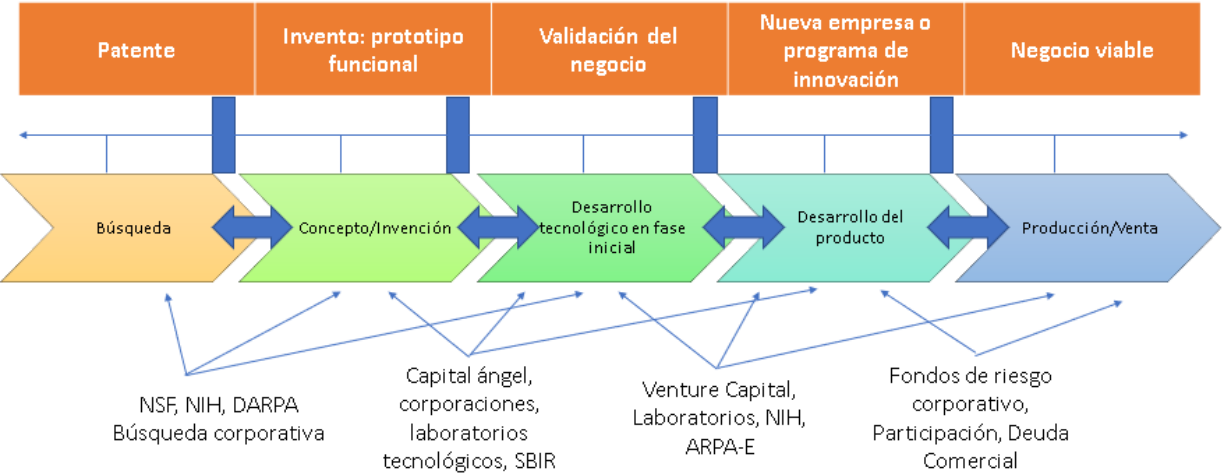 Patente
Invento: prototipo
funcional
Validación del
negocio
Nueva empresa o
programa de
innovación
Negocio viable
Búsqueda
Concepto/Invención
Desarrollo
tecnológico en fase
inicial
Desarrollo del
producto
Producción/Venta
NSF, NIH, DARPA
Búsqueda corporativa
Capital ángel,
corporaciones,
laboratorios
tecnológicos, SBIR
Venture Capital,
Laboratorios, NIH,
ARPA-E
Fondos de riesgo
corporativo,
Participación, Deuda
Comercial